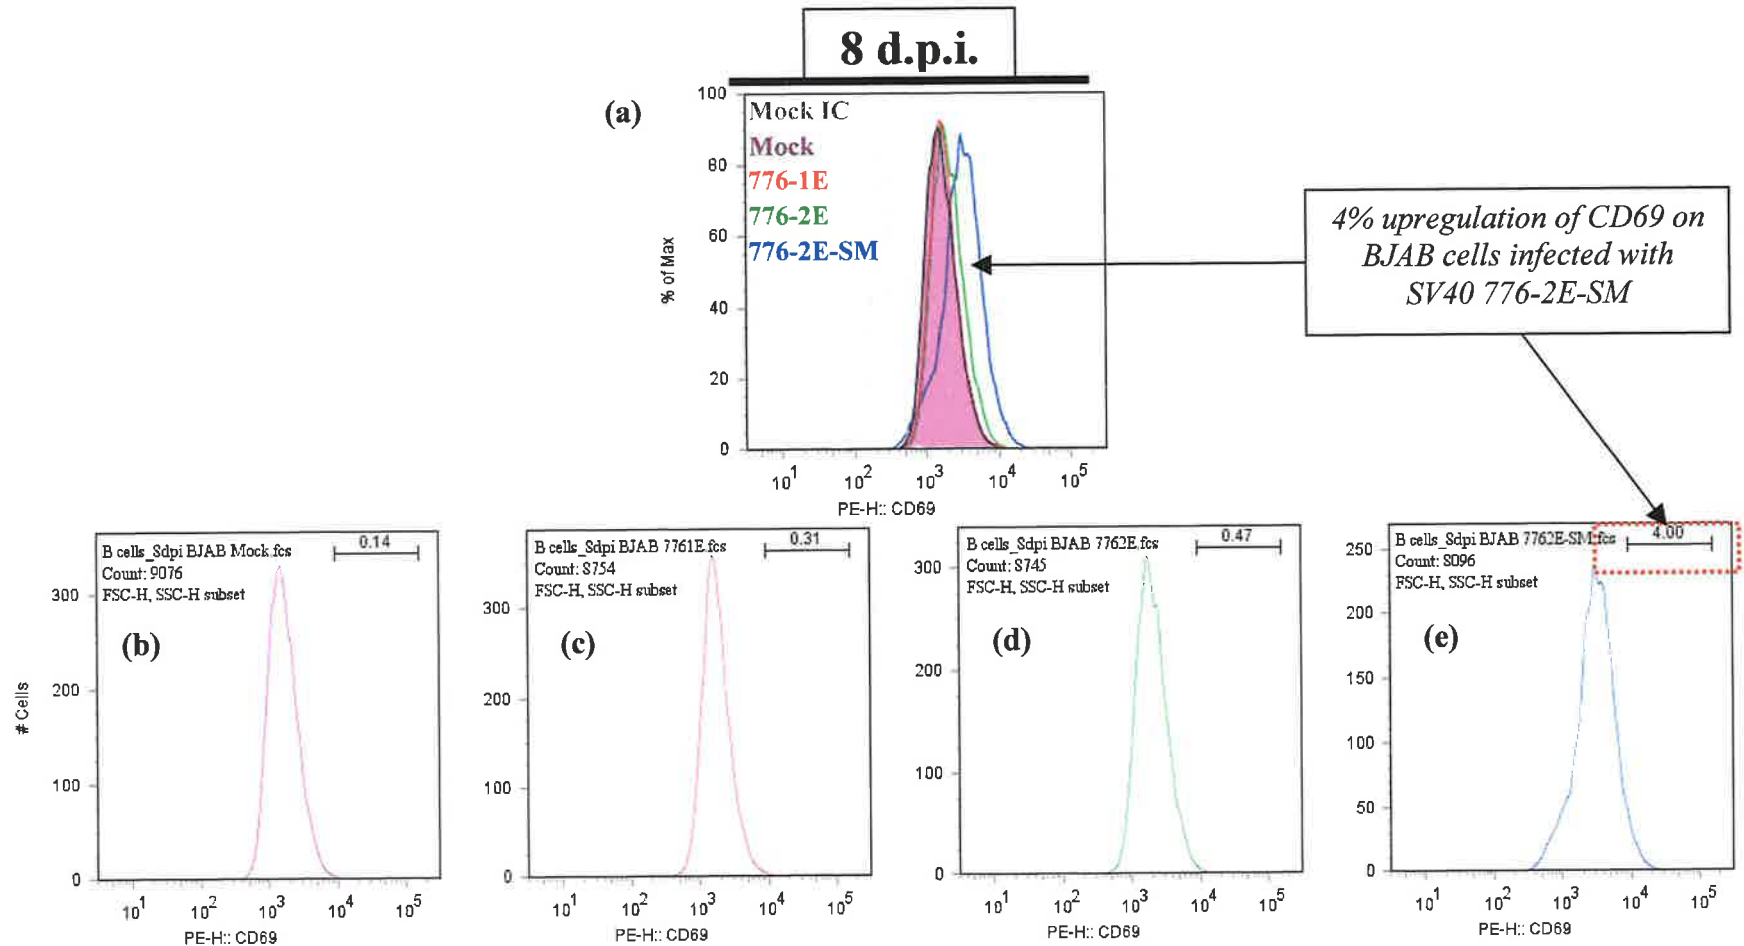 8 d.p.i.
(a)
100
80
60
40
20
0
% of Max
Mock IC
Mock
776-1E
776-2E
776-2E-SM
10^1 10^2 10^3 10^4 10^5
PE-H:: CD69
4% upregulation of CD69 on
BJAB cells infected with
SV40 776-2E-SM
B cells_8dpi BJAB Mock.fcs
Count: 9076
FSC-H, SSC-H subset
0.14
(b)
# Cells
300
200
100
0
10^1 10^2 10^3 10^4 10^5
PE-H:: CD69
B cells_8dpi BJAB 7761E.fcs
Count: 8754
FSC-H, SSC-H subset
0.31
(c)
300
200
100
0
10^1 10^2 10^3 10^4 10^5
PE-H:: CD69
B cells_8dpi BJAB 7762E.fcs
Count: 8745
FSC-H, SSC-H subset
0.47
(d)
300
200
100
0
10^1 10^2 10^3 10^4 10^5
PE-H:: CD69
B cells_8dpi BJAB 7762E-SM.fcs
Count: 8096
FSC-H, SSC-H subset
4.00
(e)
250
200
150
100
50
0
10^1 10^2 10^3 10^4 10^5
PE-H:: CD69